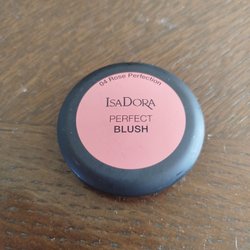 04 Rose Perfection
ISADORA
PERFECT
BLUSH